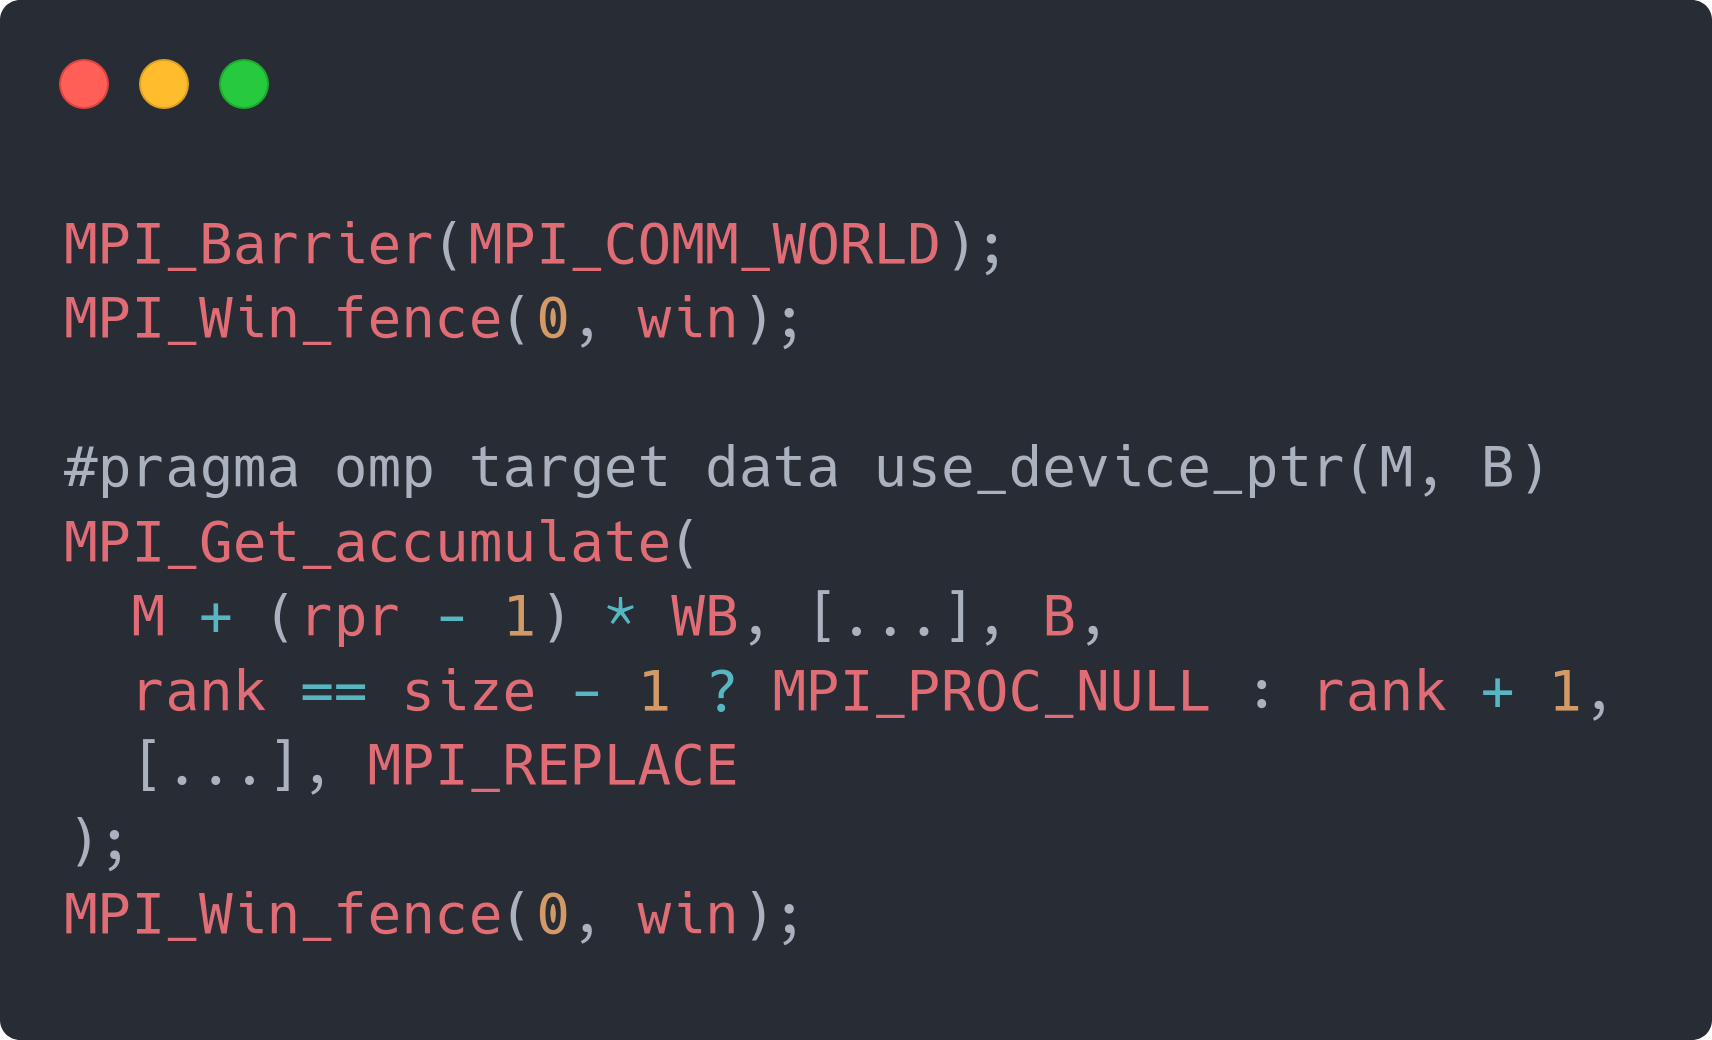 MPI_Barrier(MPI_COMM_WORLD);
MPI_Win_fence(0, win);
#pragma omp target data use_device_ptr(M, B)
MPI_Get_accumulate(
M + (rpr - 1) * WB, [...], B,
rank == size - 1 ? MPI_PROC_NULL : rank + 1,
[...], MPI_REPLACE
);
MPI_Win_fence(0, win);